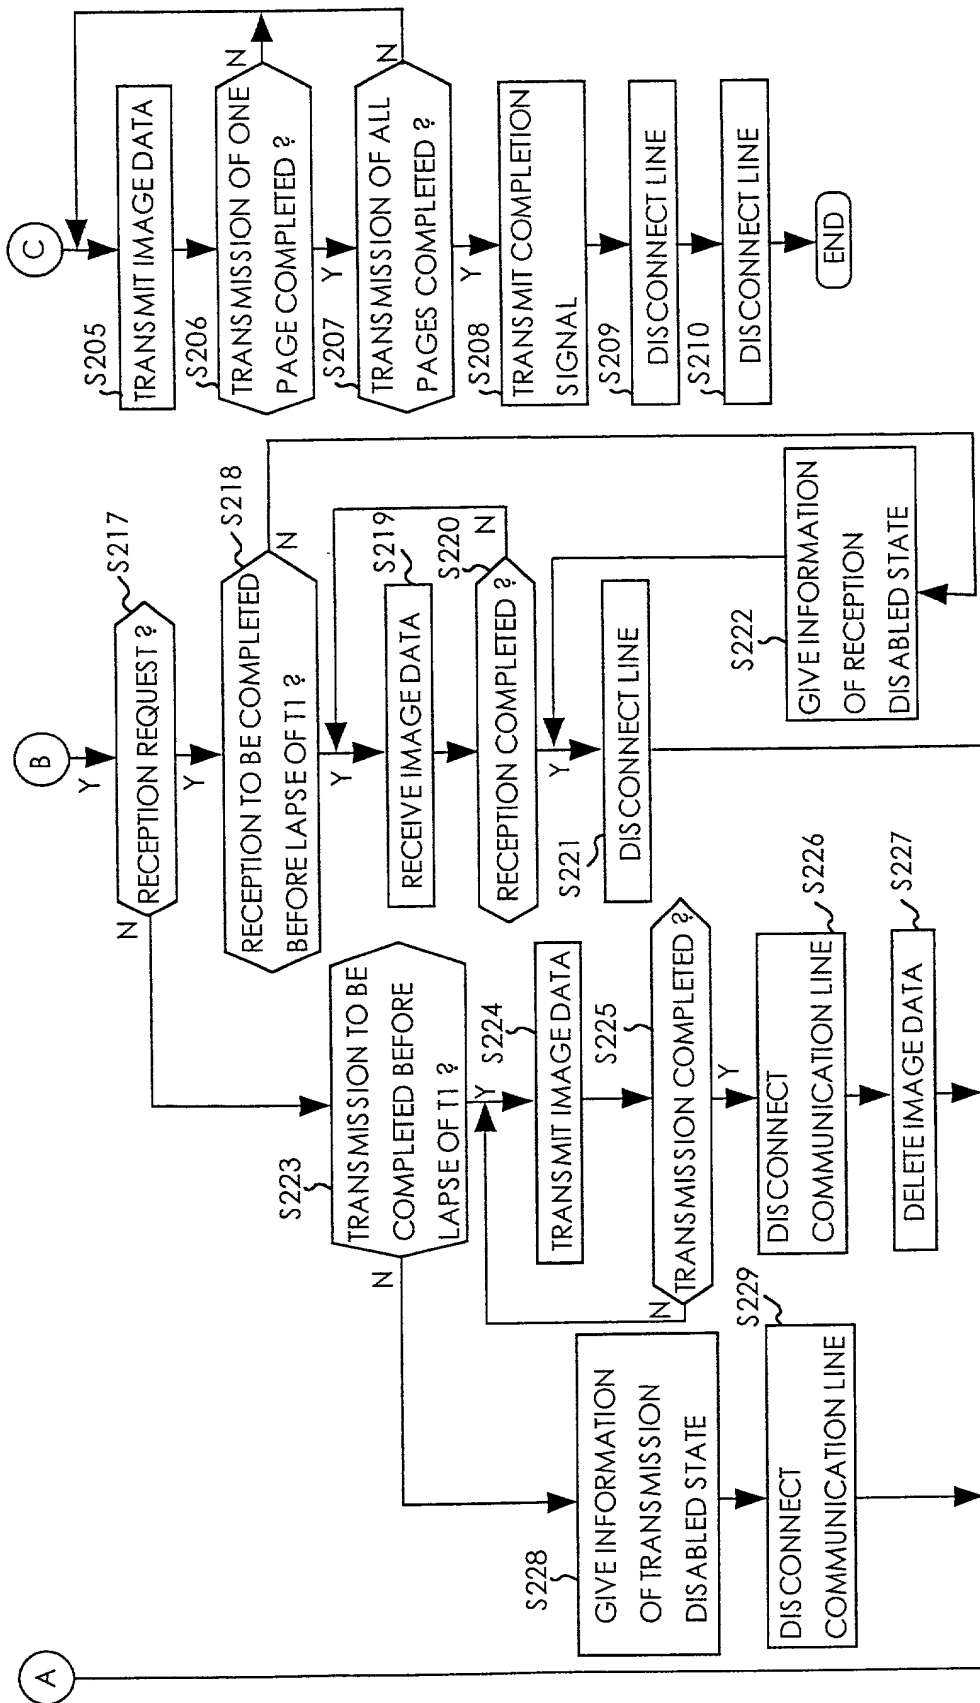 A
S228
GIVE INFORMATION
OF TRANSMISSION
DISABLED STATE
S229
DISCONNECT
COMMUNICATION LINE
B
Y
S217
RECEPTION REQUEST ?
N
Y
S223
TRANSMISSION TO BE
COMPLETED BEFORE
LAPSE OF T1 ?
N
Y
S224
TRANSMIT IMAGE DATA
S225
TRANSMISSION COMPLETED ?
N
Y
S226
DISCONNECT
COMMUNICATION LINE
S227
DELETE IMAGE DATA
S218
RECEPTION TO BE COMPLETED
BEFORE LAPSE OF T1 ?
N
Y
S219
RECEIVE IMAGE DATA
S220
RECEPTION COMPLETED ?
N
Y
S221
DISCONNECT LINE
S222
GIVE INFORMATION
OF RECEPTION
DISABLED STATE
C
S205
TRANSMIT IMAGE DATA
S206
TRANSMISSION OF ONE
PAGE COMPLETED ?
N
Y
S207
TRANSMISSION OF ALL
PAGES COMPLETED ?
N
Y
S208
TRANSMIT COMPLETION
SIGNAL
S209
DISCONNECT LINE
S210
DISCONNECT LINE
END